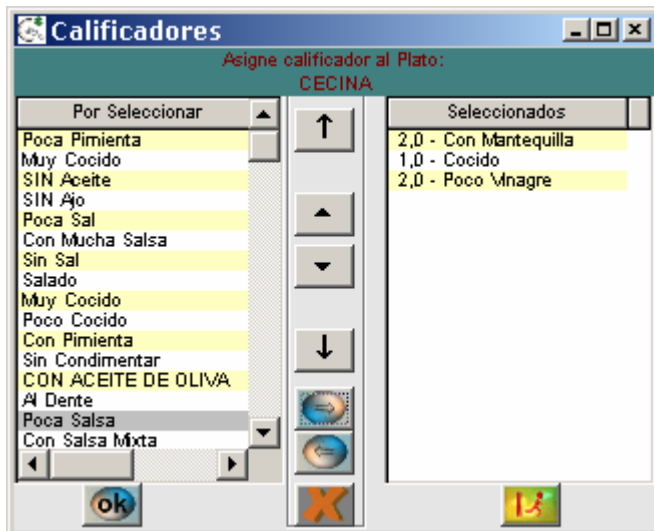 Calificadores
Asigne calificador al Plato:
CECINA
Por Seleccionar
Poca Pimienta
Muy Cocido
SIN Aceite
SIN Ajo
Poca Sal
Con Mucha Salsa
Sin Sal
Salado
Muy Cocido
Poco Cocido
Con Pimienta
Sin Condimentar
CON ACEITE DE OLIVA
Al Dente
Poca Salsa
Con Salsa Mixta
Seleccionados
2,0 - Con Mantequilla
1,0 - Cocido
2,0 - Poco Vinagre
ok